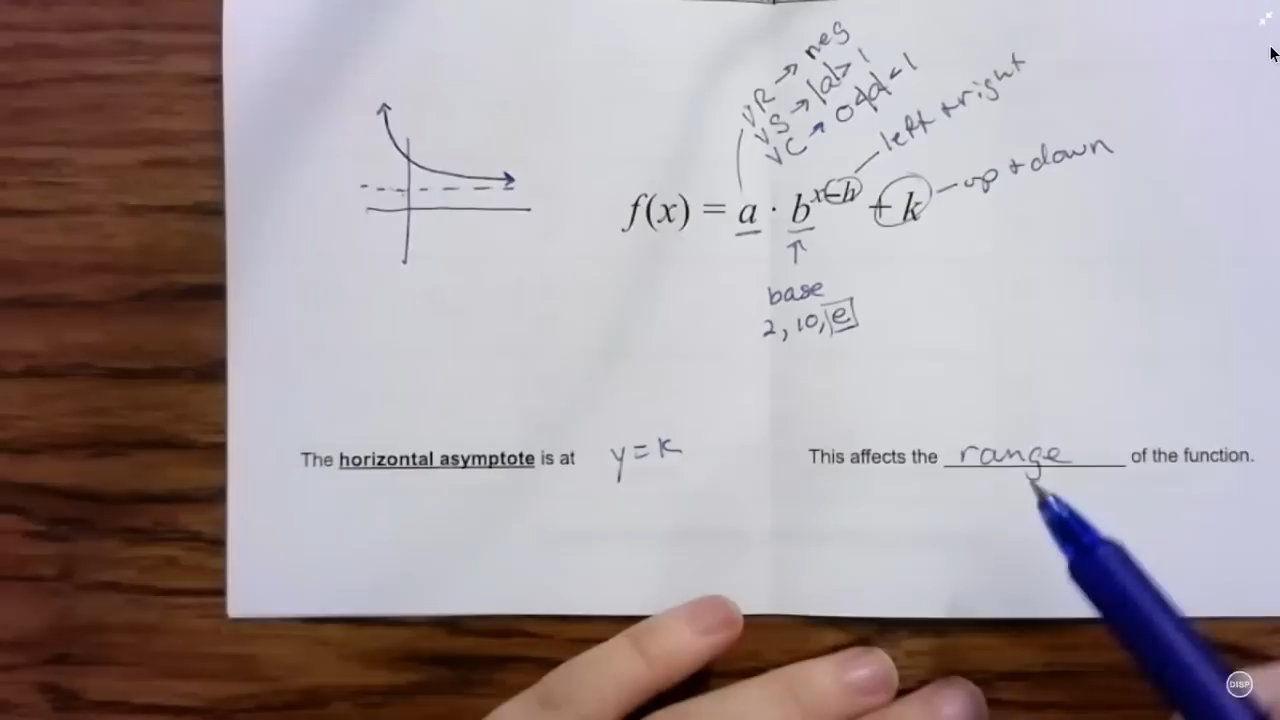 VR → neg
VS → |a|>1
VC → 0<|a|<1
left + right
f(x) = a · b^{x-h} + k
up + down
base
2, 10, e
The horizontal asymptote is at y = k
This affects the range of the function.
DISP